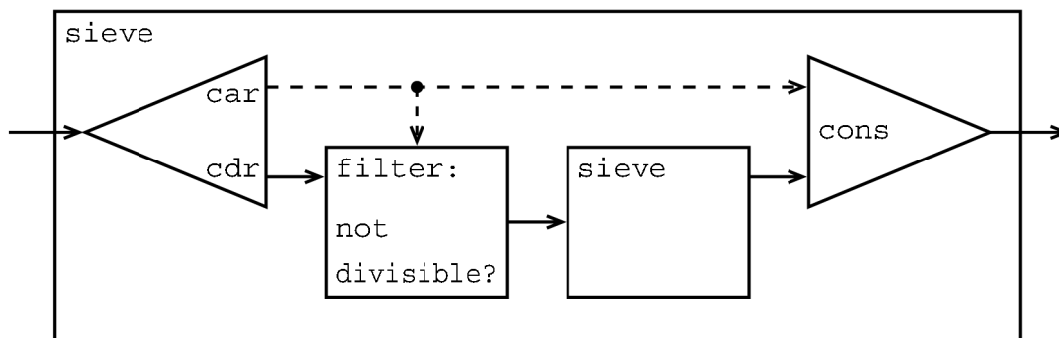 sieve
car
cdr
filter:
not
divisible?
sieve
cons